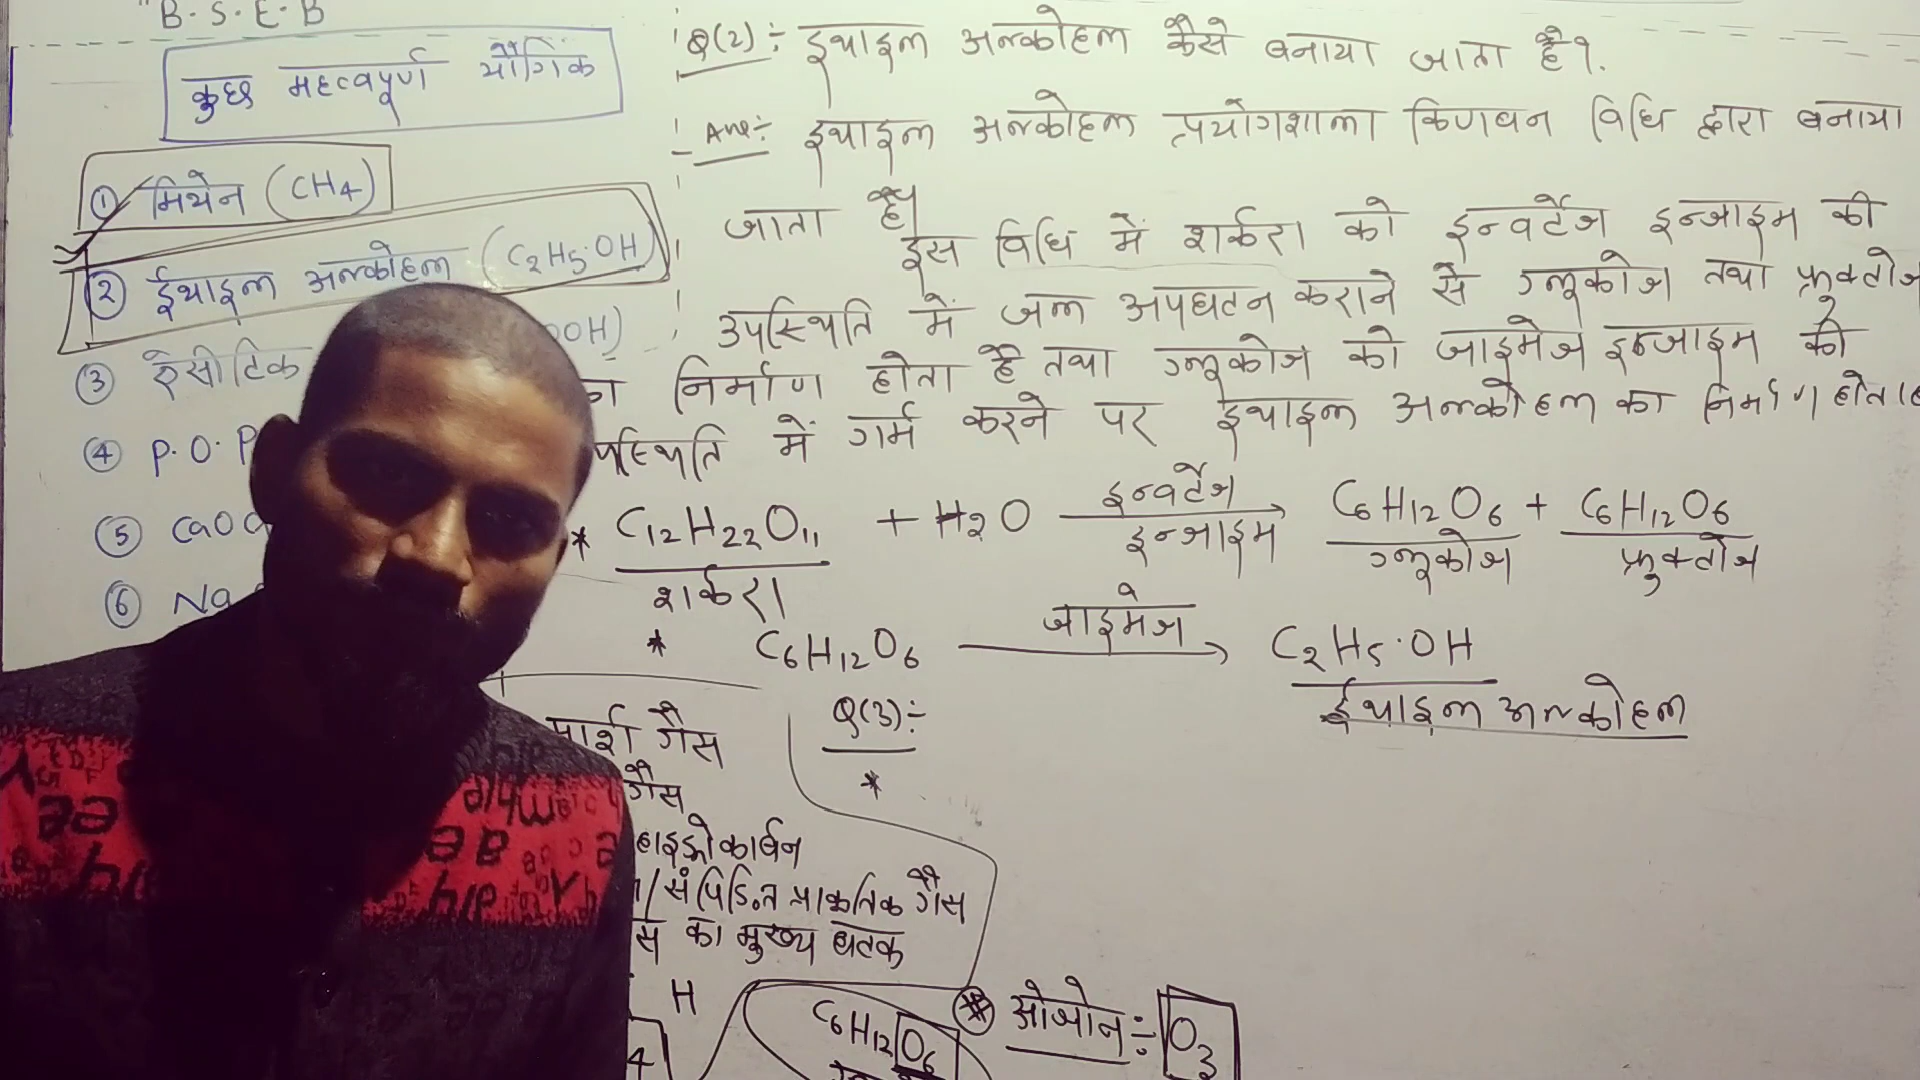 B.S.E.B
कुछ महत्वपूर्ण यौगिक
① मिथेन (CH4)
② ईथाइल अल्कोहल (C2H5.OH)
③ ऐसीटिक OOH)
④ P.O.P
⑤ CaO
⑥ Na
Q(2):- इथाइल अल्कोहल कैसे बनाया जाता है?.
Ans:- इथाइल अल्कोहल प्रयोगशाला किण्वन विधि द्वारा बनाया
जाता है।
इस विधि में शर्करा को इन्वर्टेज इन्जाइम की
उपस्थिति में जल अपघटन कराने से ग्लूकोज तथा फ्रुक्टोज
का निर्माण होता है तथा ग्लूकोज को जाइमेज इन्जाइम की
पस्थिति में गर्म करने पर इथाइल अल्कोहल का निर्माण होता है
* C12H22O11 + H2O इन्वर्टेज इन्जाइम → C6H12O6 + C6H12O6
शर्करा ग्लूकोज फ्रुक्टोज
* C6H12O6 जाइमेज → C2H5.OH
ईथाइल अल्कोहल
Q(3):-
*
मार्श गैस
गैस
हाइड्रोकार्बन
/संपिडित प्राकृतिक गैस
स का मुख्य घटक
H
4
C6H12O6
* ओजोन :- O3